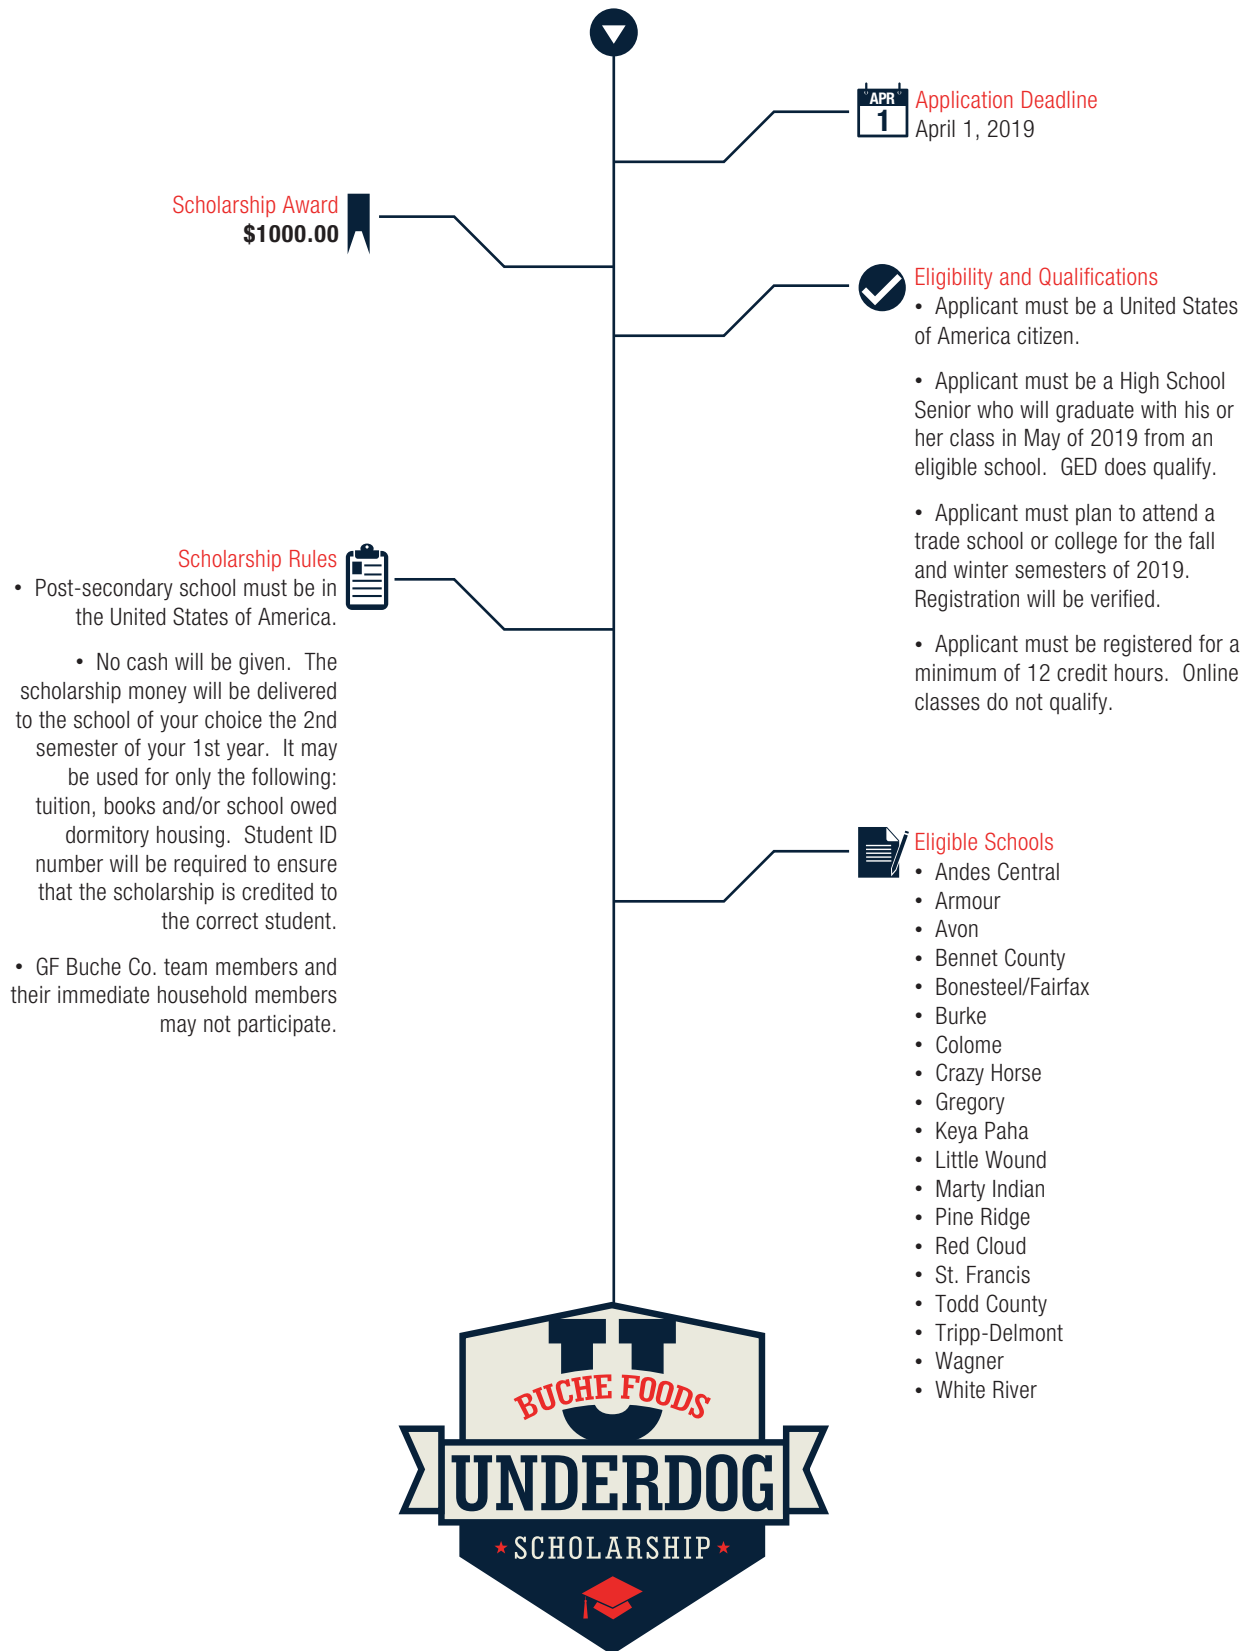 APR
1
Application Deadline
April 1, 2019
Scholarship Award
$1000.00
Eligibility and Qualifications
• Applicant must be a United States
of America citizen.
• Applicant must be a High School
Senior who will graduate with his or
her class in May of 2019 from an
eligible school. GED does qualify.
• Applicant must plan to attend a
trade school or college for the fall
and winter semesters of 2019.
Registration will be verified.
• Applicant must be registered for a
minimum of 12 credit hours. Online
classes do not qualify.
Scholarship Rules
• Post-secondary school must be in
the United States of America.
• No cash will be given. The
scholarship money will be delivered
to the school of your choice the 2nd
semester of your 1st year. It may
be used for only the following:
tuition, books and/or school owed
dormitory housing. Student ID
number will be required to ensure
that the scholarship is credited to
the correct student.
• GF Buche Co. team members and
their immediate household members
may not participate.
Eligible Schools
• Andes Central
• Armour
• Avon
• Bennet County
• Bonesteel/Fairfax
• Burke
• Colome
• Crazy Horse
• Gregory
• Keya Paha
• Little Wound
• Marty Indian
• Pine Ridge
• Red Cloud
• St. Francis
• Todd County
• Tripp-Delmont
• Wagner
• White River
U
BUCHE FOODS
UNDERDOG
SCHOLARSHIP